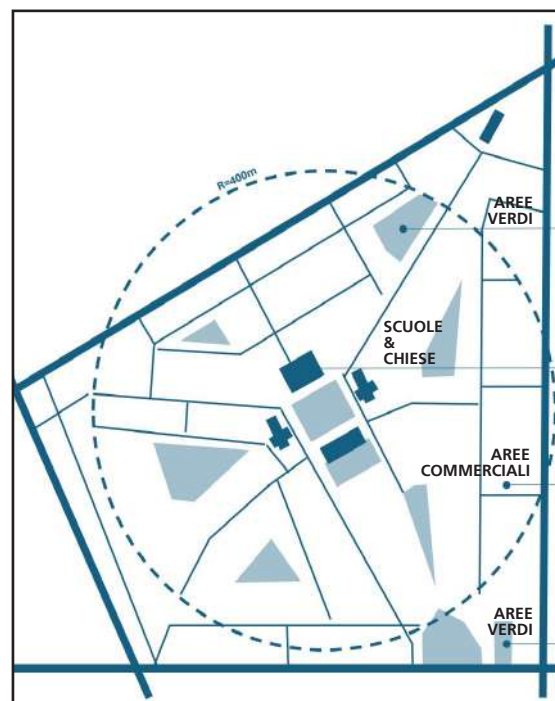 R=400m
AREE
VERDI
SCUOLE
&
CHIESE
AREE
COMMERCIALI
AREE
VERDI